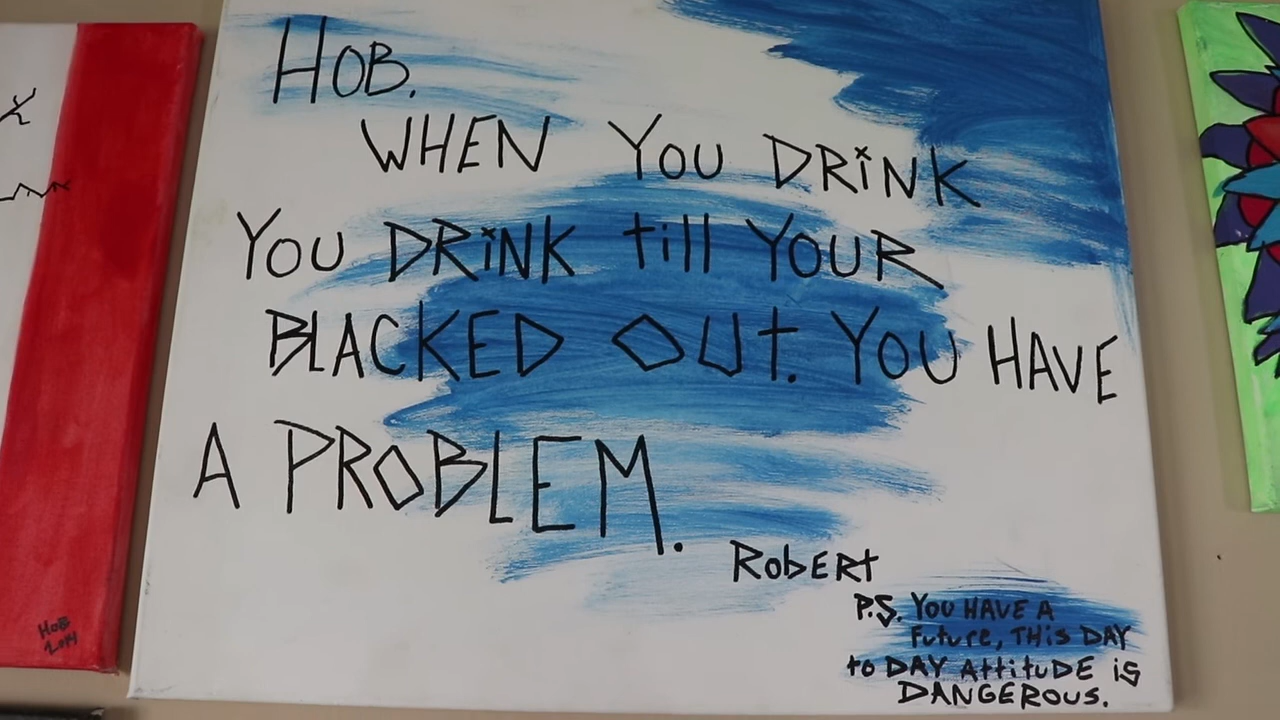 HOB.
WHEN YOU DRiNK
YOU DRiNK till YOUR
BLACKED OUt. YOU HAVE
A PROBLEM.
RobERt
P.S. YOU HAVE A
FutuRe, tHis DAY
to DAY AttituDE is
DANGEROUS.
HOB
2014